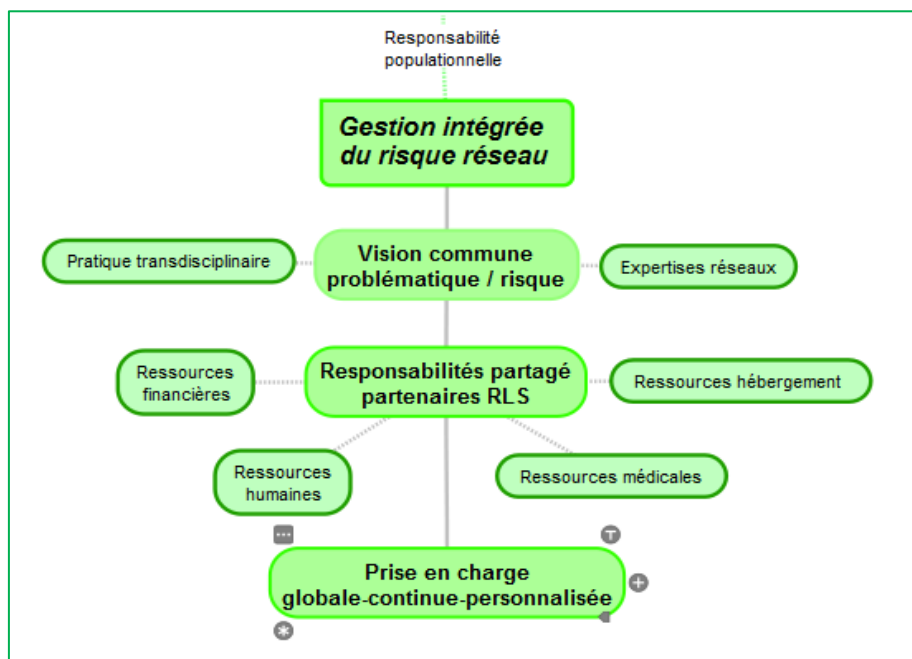 Responsabilité
populationnelle
Gestion intégrée
du risque réseau
Pratique transdisciplinaire
Vision commune
problématique / risque
Expertises réseaux
Ressources
financières
Responsabilités partagé
partenaires RLS
Ressources hébergement
Ressources
humaines
Ressources médicales
Prise en charge
globale-continue-personnalisée